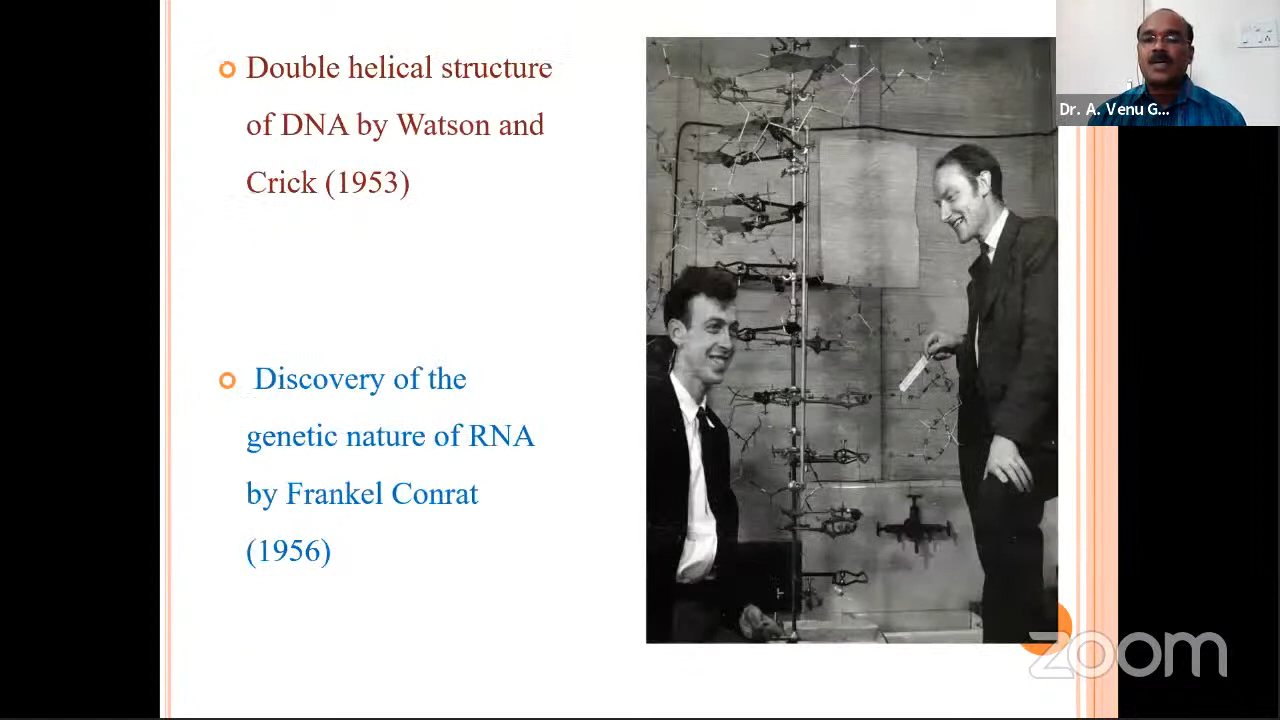 Double helical structure
of DNA by Watson and
Crick (1953)
Discovery of the
genetic nature of RNA
by Frankel Conrat
(1956)
Dr. A. Venu G...
zoom